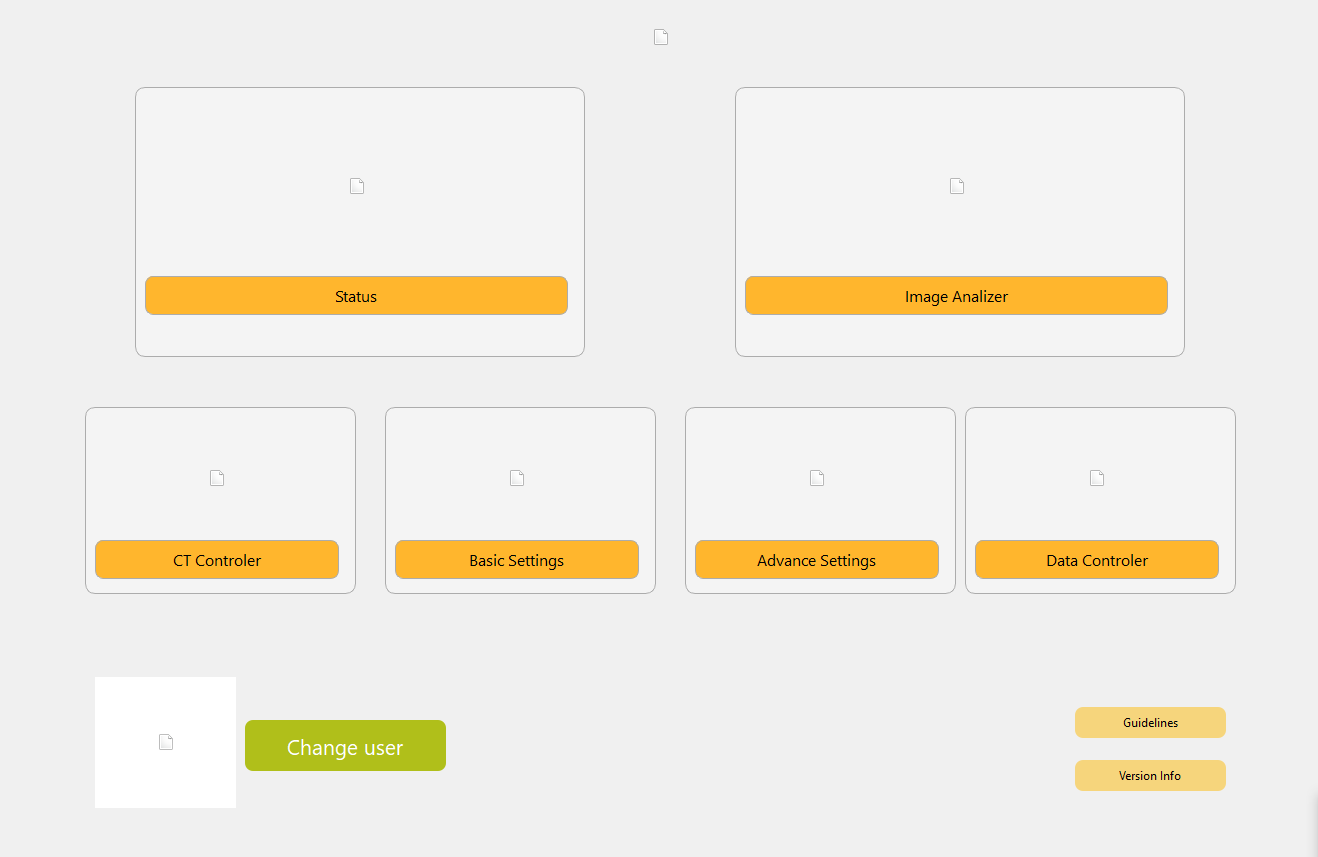 Status
Image Analizer
CT Controler
Basic Settings
Advance Settings
Data Controler
Change user
Guidelines
Version Info